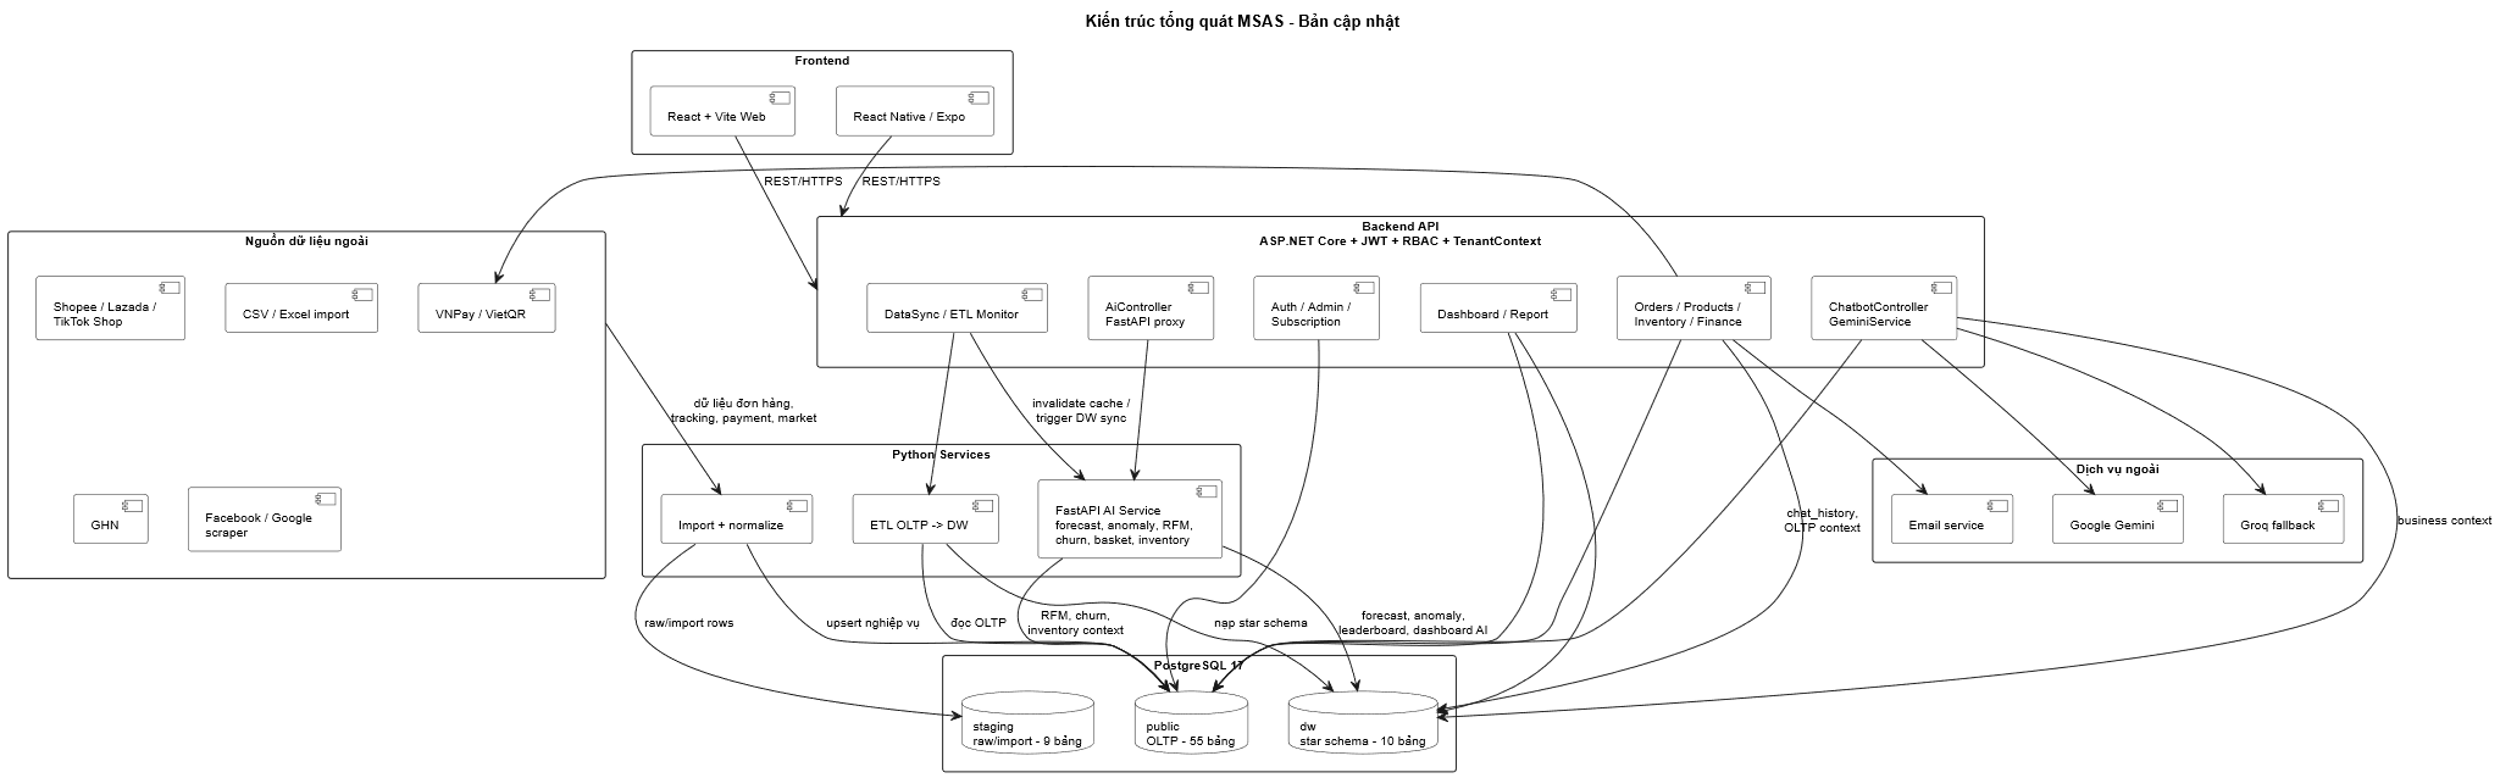 Kiến trúc tổng quát MSAS - Bản cập nhật
Frontend
React + Vite Web
React Native / Expo
REST/HTTPS
REST/HTTPS
Nguồn dữ liệu ngoài
Shopee / Lazada /
TikTok Shop
CSV / Excel import
VNPay / VietQR
GHN
Facebook / Google
scraper
Backend API
ASP.NET Core + JWT + RBAC + TenantContext
DataSync / ETL Monitor
AiController
FastAPI proxy
Auth / Admin /
Subscription
Dashboard / Report
Orders / Products /
Inventory / Finance
ChatbotController
GeminiService
dữ liệu đơn hàng,
tracking, payment, market
invalidate cache /
trigger DW sync
Python Services
Import + normalize
ETL OLTP -> DW
FastAPI AI Service
forecast, anomaly, RFM,
churn, basket, inventory
Dịch vụ ngoài
Email service
Google Gemini
Groq fallback
chat_history,
OLTP context
business context
raw/import rows
upsert nghiệp vụ
đọc OLTP
RFM, churn,
inventory context
nạp star schema
forecast, anomaly,
leaderboard, dashboard AI
PostgreSQL 17
staging
raw/import - 9 bảng
public
OLTP - 55 bảng
dw
star schema - 10 bảng